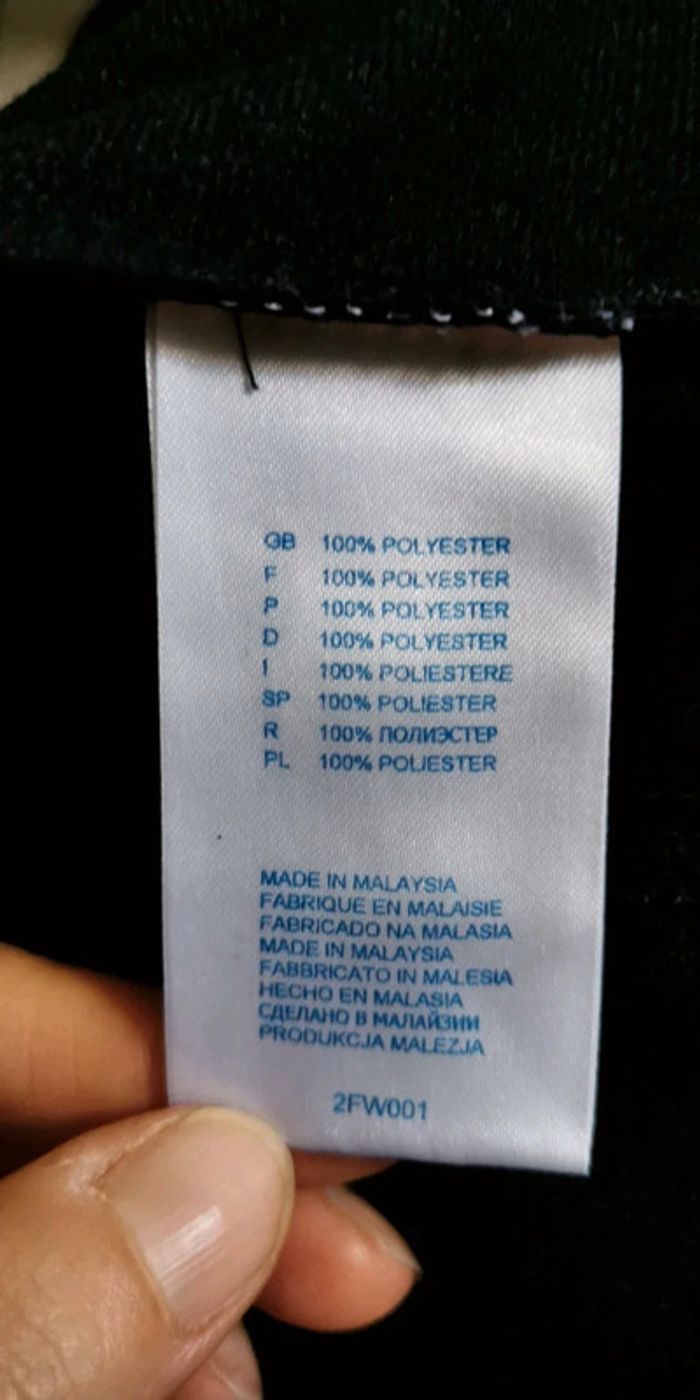 GB 100% POLYESTER
F 100% POLYESTER
P 100% POLYESTER
D 100% POLYESTER
I 100% POLIESTERE
SP 100% POLIESTER
R 100% ПОЛИЭСТЕР
PL 100% POLIESTER
MADE IN MALAYSIA
FABRIQUE EN MALAISIE
FABRICADO NA MALASIA
MADE IN MALAYSIA
FABBRICATO IN MALESIA
HECHO EN MALASIA
СДЕЛАНО В МАЛАЙЗИИ
PRODUKCJA MALEZJA
2FW001